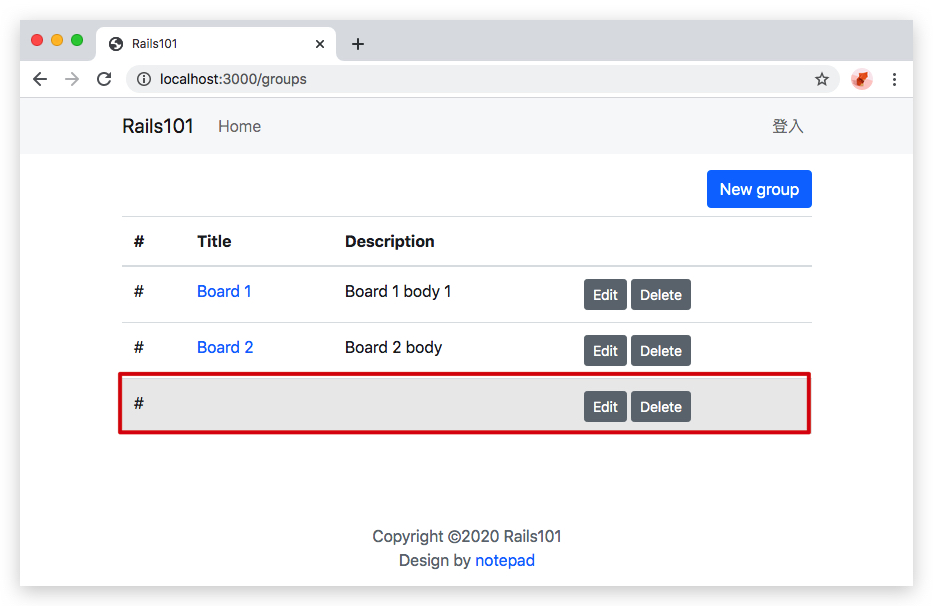 Rails101
localhost:3000/groups
Rails101 Home 登入
New group
# Title Description
# Board 1 Board 1 body 1 Edit Delete
# Board 2 Board 2 body Edit Delete
# Edit Delete
Copyright ©2020 Rails101
Design by notepad